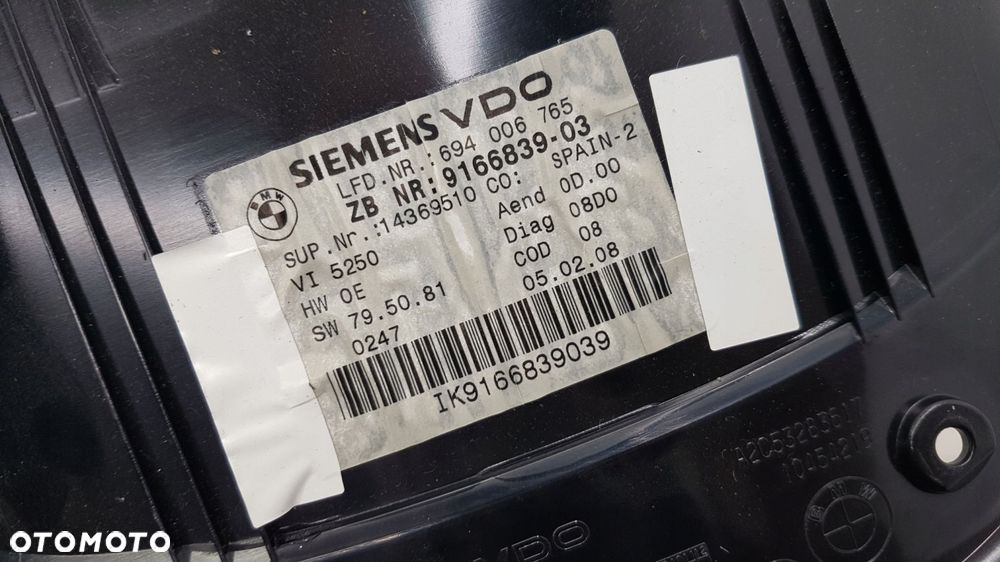 SIEMENS VDO
LFD.NR.:694 006 765
ZB NR:9166839-03
SUP.Nr.:14369510 CO: SPAIN-2
VI 5250 Aend 0D.00
HW 0E Diag 08D0
SW 79.50.81 COD 08
0247 05.02.08
IK9166839039
BMW
VDO
OTOMOTO